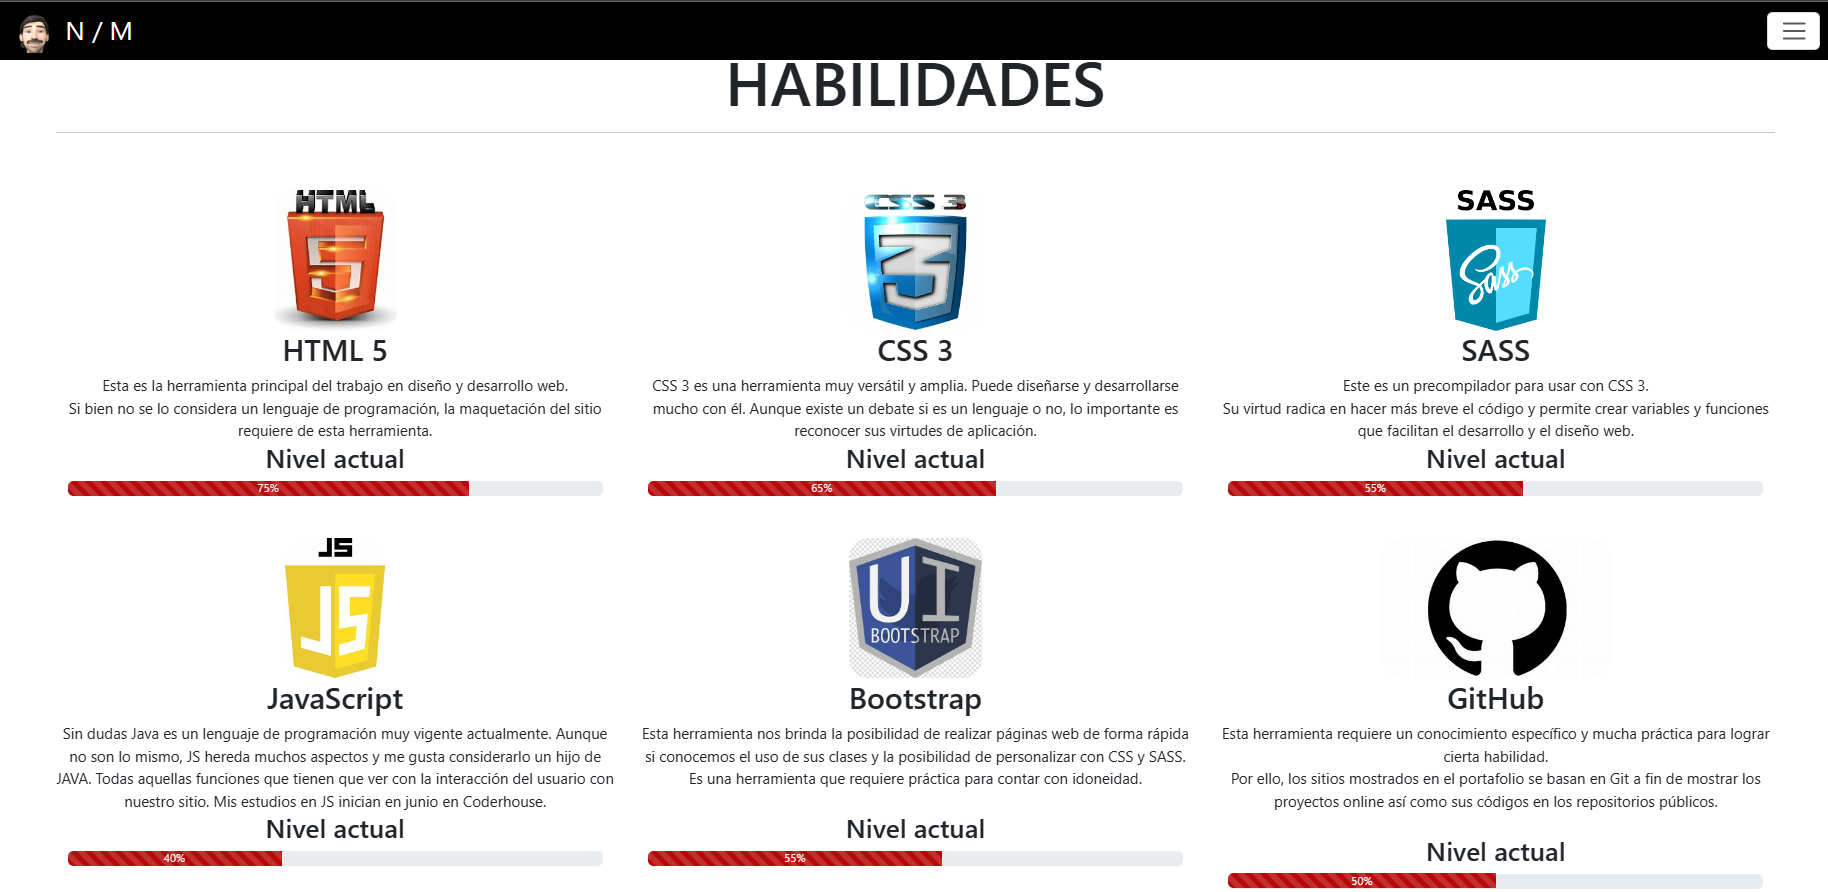 N / M
HABILIDADES
HTML
5
HTML 5
Esta es la herramienta principal del trabajo en diseño y desarrollo web.
Si bien no se lo considera un lenguaje de programación, la maquetación del sitio
requiere de esta herramienta.
Nivel actual
75%
CSS 3
3
CSS 3
CSS 3 es una herramienta muy versátil y amplia. Puede diseñarse y desarrollarse
mucho con él. Aunque existe un debate si es un lenguaje o no, lo importante es
reconocer sus virtudes de aplicación.
Nivel actual
65%
SASS
Sass
SASS
Este es un precompilador para usar con CSS 3.
Su virtud radica en hacer más breve el código y permite crear variables y funciones
que facilitan el desarrollo y el diseño web.
Nivel actual
55%
JS
JS
JavaScript
Sin dudas Java es un lenguaje de programación muy vigente actualmente. Aunque
no son lo mismo, JS hereda muchos aspectos y me gusta considerarlo un hijo de
JAVA. Todas aquellas funciones que tienen que ver con la interacción del usuario con
nuestro sitio. Mis estudios en JS inician en junio en Coderhouse.
Nivel actual
40%
UI
BOOTSTRAP
Bootstrap
Esta herramienta nos brinda la posibilidad de realizar páginas web de forma rápida
si conocemos el uso de sus clases y la posibilidad de personalizar con CSS y SASS.
Es una herramienta que requiere práctica para contar con idoneidad.
Nivel actual
55%
GitHub
Esta herramienta requiere un conocimiento específico y mucha práctica para lograr
cierta habilidad.
Por ello, los sitios mostrados en el portafolio se basan en Git a fin de mostrar los
proyectos online así como sus códigos en los repositorios públicos.
Nivel actual
50%